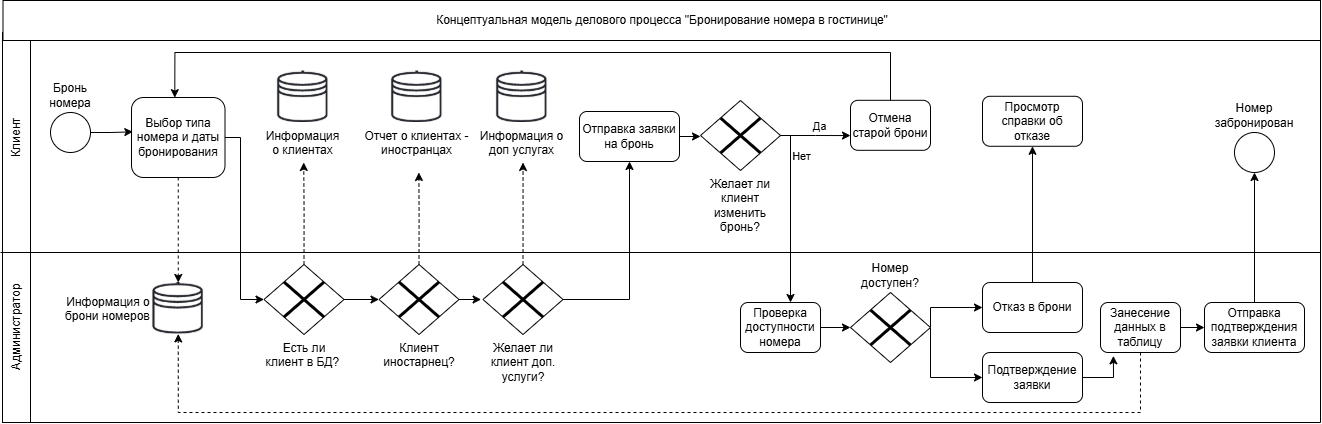 Концептуальная модель делового процесса "Бронирование номера в гостинице"
Клиент
Бронь
номера
Выбор типа
номера и даты
бронирования
Информация
о клиентах
Отчет о клиентах -
иностранцах
Информация о
доп услугах
Отправка заявки
на бронь
Желает ли
клиент
изменить
бронь?
Да
Нет
Отмена
старой брони
Просмотр
справки об
отказе
Номер
забронирован
Администратор
Информация о
брони номеров
Есть ли
клиент в БД?
Клиент
иностарнец?
Желает ли
клиент доп.
услуги?
Проверка
доступности
номера
Номер
доступен?
Отказ в брони
Подтверждение
заявки
Занесение
данных в
таблицу
Отправка
подтверждения
заявки клиента